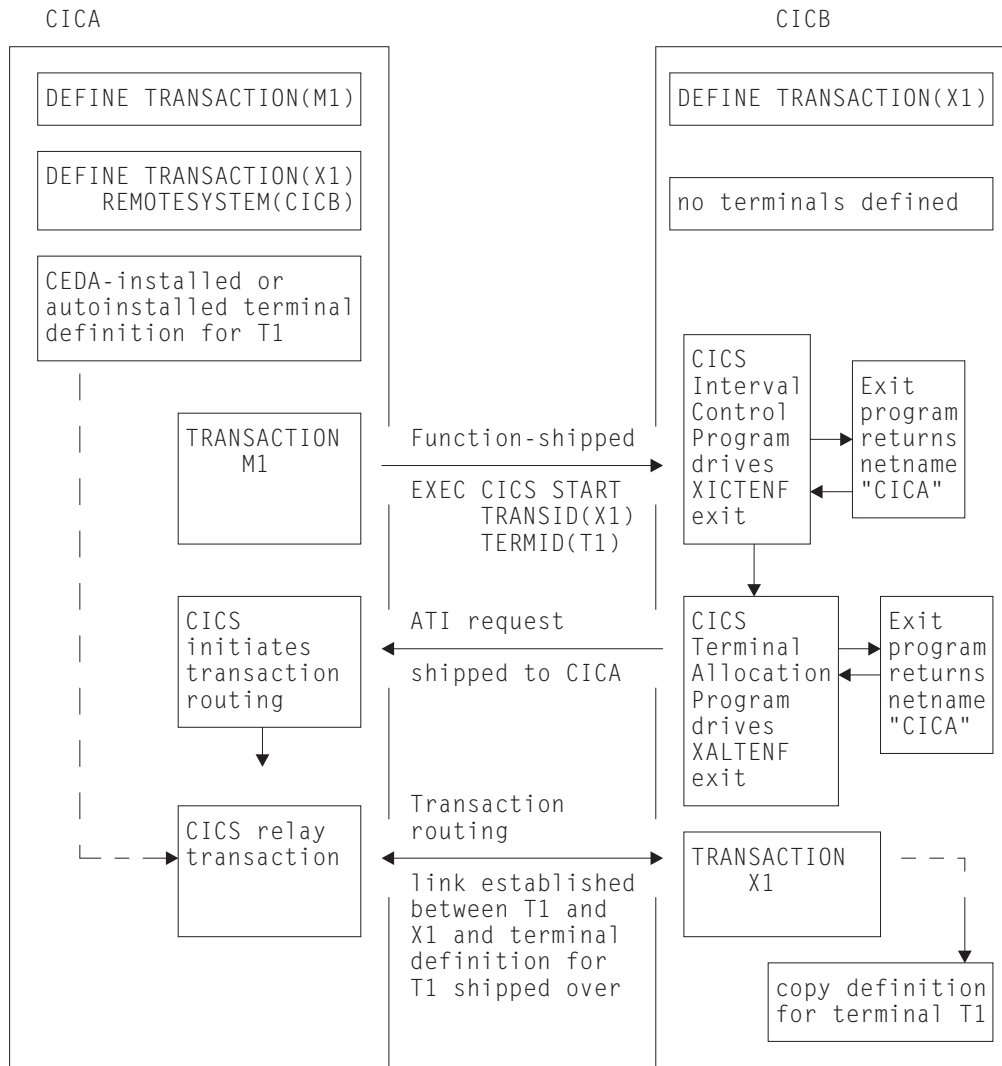 CICA
CICB
DEFINE TRANSACTION(M1)
DEFINE TRANSACTION(X1)
DEFINE TRANSACTION(X1)
REMOTESYSTEM(CICB)
no terminals defined
CEDA-installed or
autoinstalled terminal
definition for T1
CICS
Interval
Control
Program
drives
XICTENF
exit
Exit
program
returns
netname
"CICA"
TRANSACTION
M1
Function-shipped
EXEC CICS START
TRANSID(X1)
TERMID(T1)
CICS
initiates
transaction
routing
ATI request
shipped to CICA
CICS
Terminal
Allocation
Program
drives
XALTENF
exit
Exit
program
returns
netname
"CICA"
CICS relay
transaction
Transaction
routing
link established
between T1 and
X1 and terminal
definition for
T1 shipped over
TRANSACTION
X1
copy definition
for terminal T1